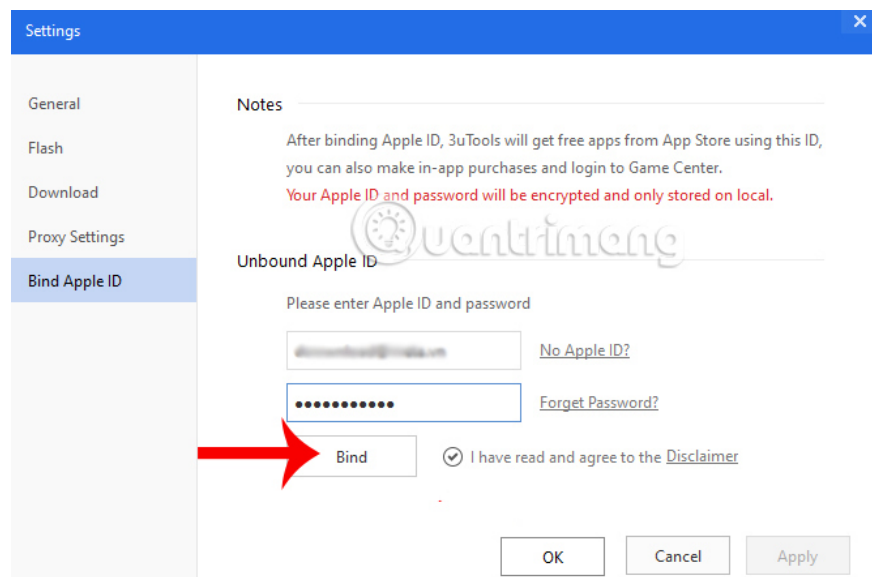 Settings
General
Flash
Download
Proxy Settings
Bind Apple ID
Notes
After binding Apple ID, 3uTools will get free apps from App Store using this ID,
you can also make in-app purchases and login to Game Center.
Your Apple ID and password will be encrypted and only stored on local.
Quantrimang
Unbound Apple ID
Please enter Apple ID and password
No Apple ID?
Forget Password?
Bind
I have read and agree to the Disclaimer
OK Cancel Apply